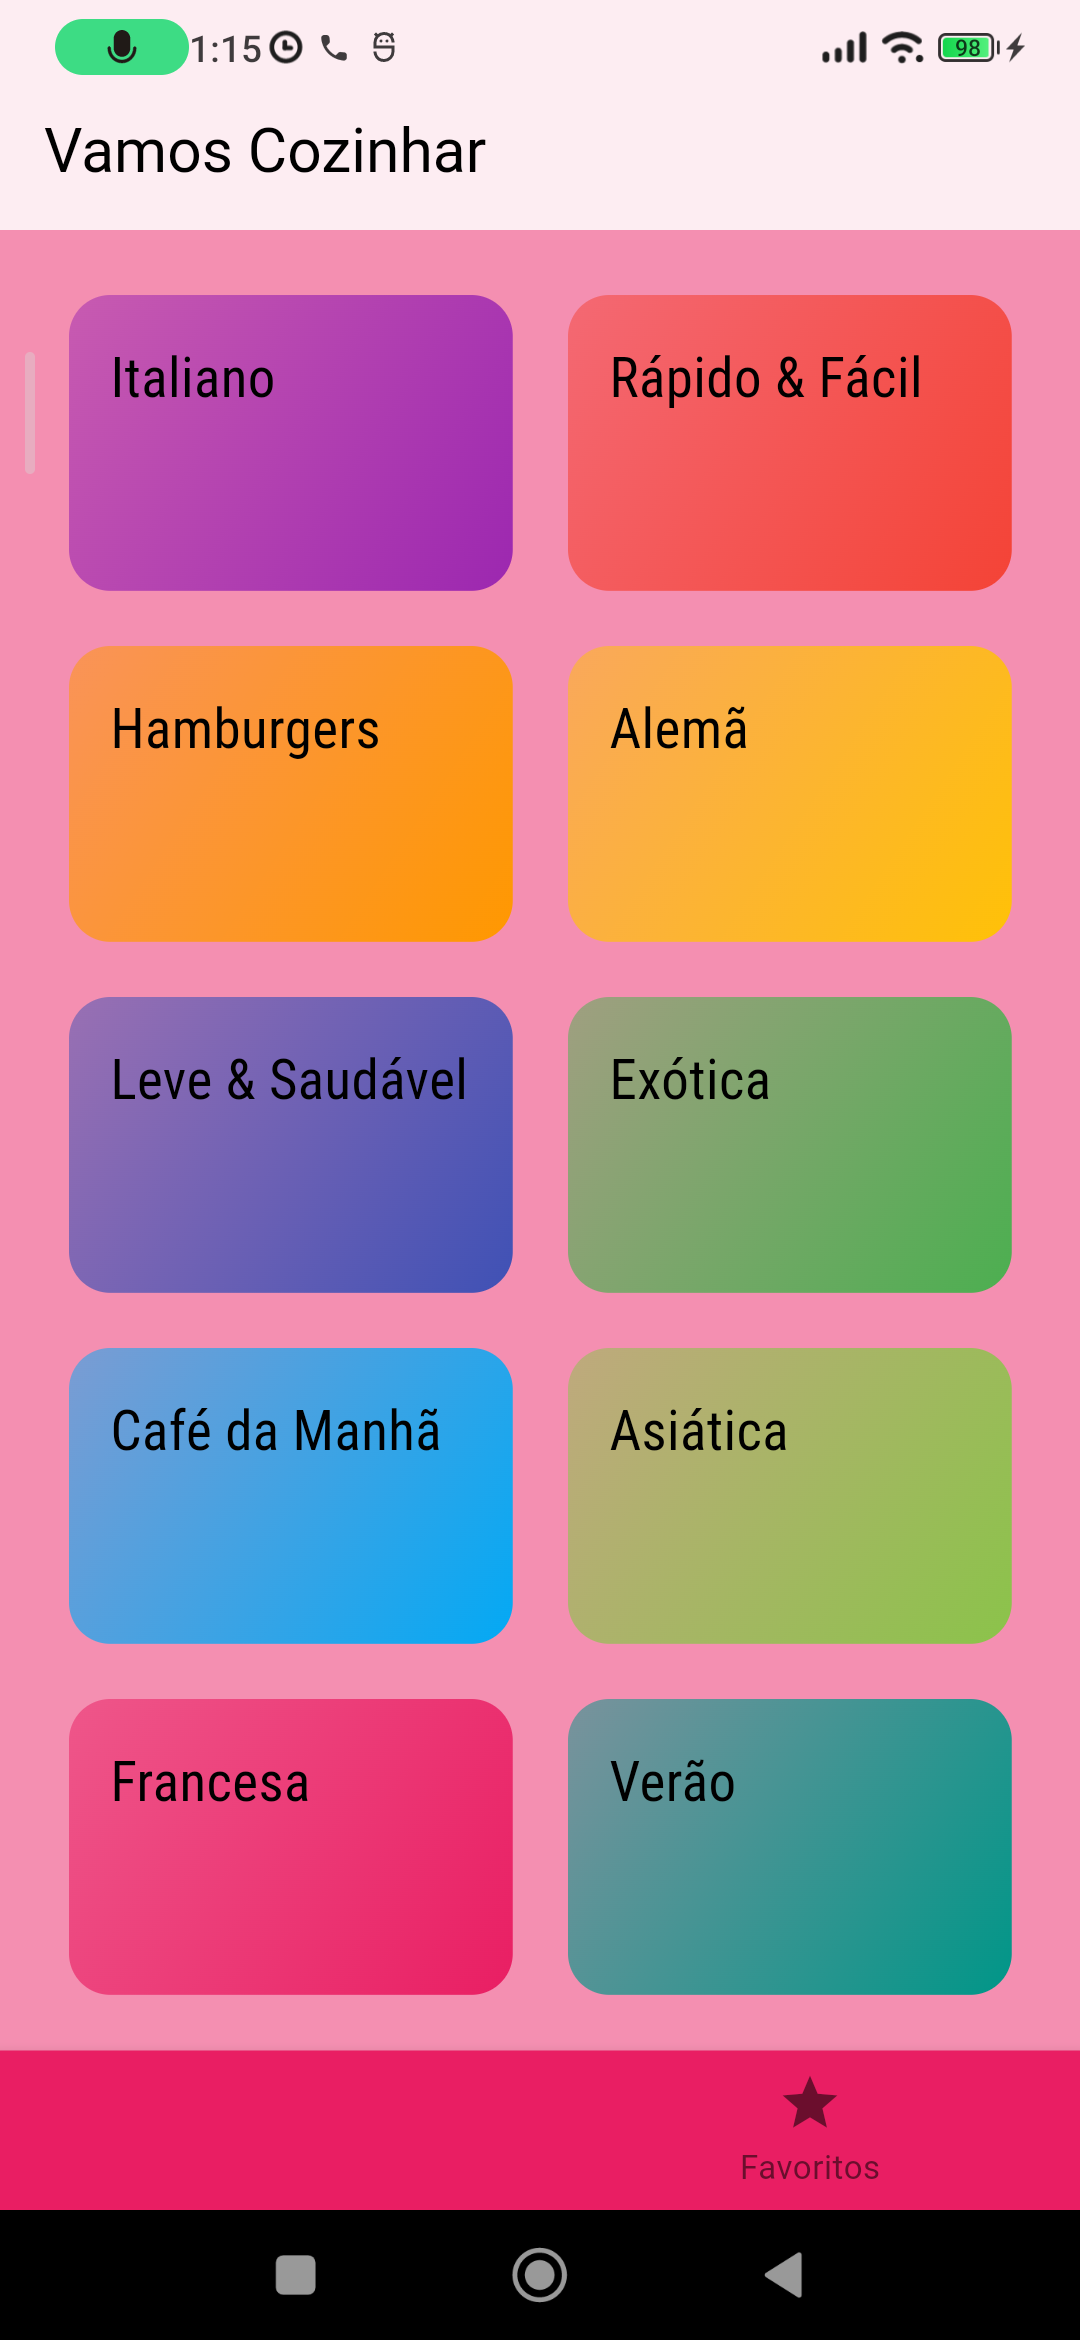 1:15
98
Vamos Cozinhar
Italiano
Rápido & Fácil
Hamburgers
Alemã
Leve & Saudável
Exótica
Café da Manhã
Asiática
Francesa
Verão
Favoritos